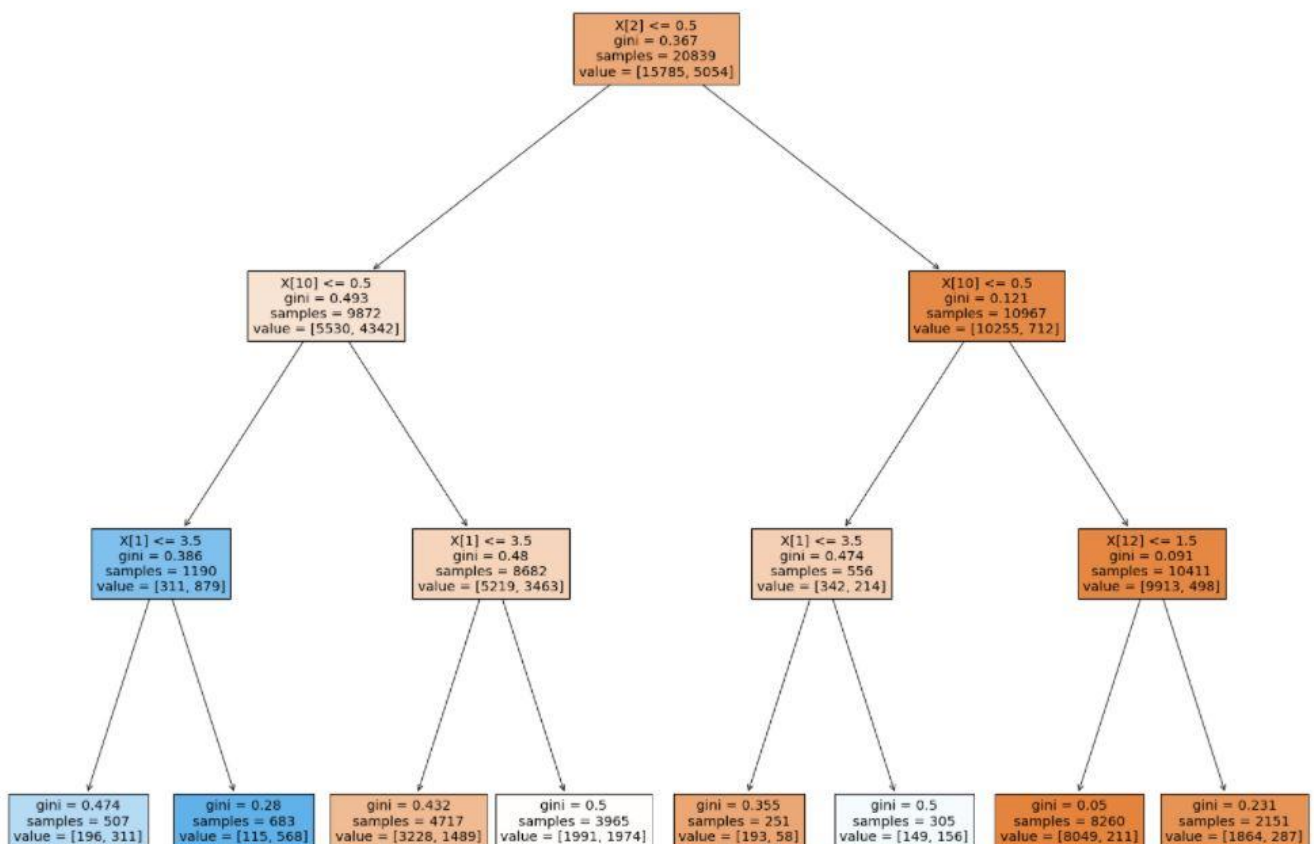 X[2] <= 0.5
gini = 0.367
samples = 20839
value = [15785, 5054]
X[10] <= 0.5
gini = 0.493
samples = 9872
value = [5530, 4342]
X[10] <= 0.5
gini = 0.121
samples = 10967
value = [10255, 712]
X[1] <= 3.5
gini = 0.386
samples = 1190
value = [311, 879]
X[1] <= 3.5
gini = 0.48
samples = 8682
value = [5219, 3463]
X[1] <= 3.5
gini = 0.474
samples = 556
value = [342, 214]
X[12] <= 1.5
gini = 0.091
samples = 10411
value = [9913, 498]
gini = 0.474
samples = 507
value = [196, 311]
gini = 0.28
samples = 683
value = [115, 568]
gini = 0.432
samples = 4717
value = [3228, 1489]
gini = 0.5
samples = 3965
value = [1991, 1974]
gini = 0.355
samples = 251
value = [193, 58]
gini = 0.5
samples = 305
value = [149, 156]
gini = 0.05
samples = 8260
value = [8049, 211]
gini = 0.231
samples = 2151
value = [1864, 287]